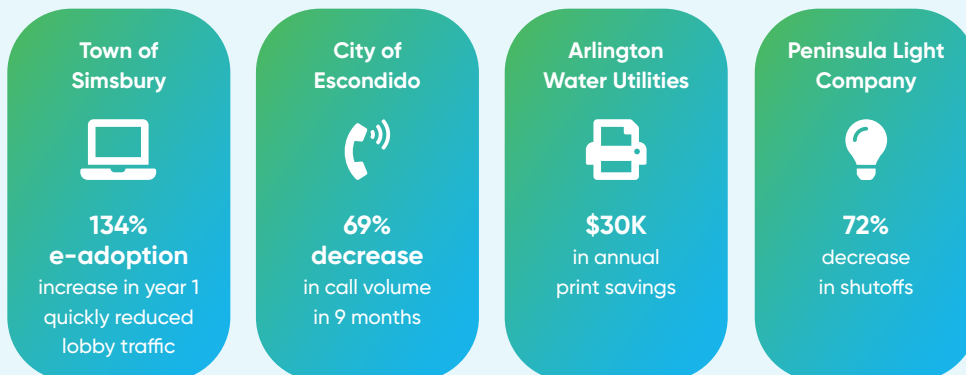 Town of
Simsbury
134%
e-adoption
increase in year 1
quickly reduced
lobby traffic
City of
Escondido
69%
decrease
in call volume
in 9 months
Arlington
Water Utilities
$30K
in annual
print savings
Peninsula Light
Company
72%
decrease
in shutoffs